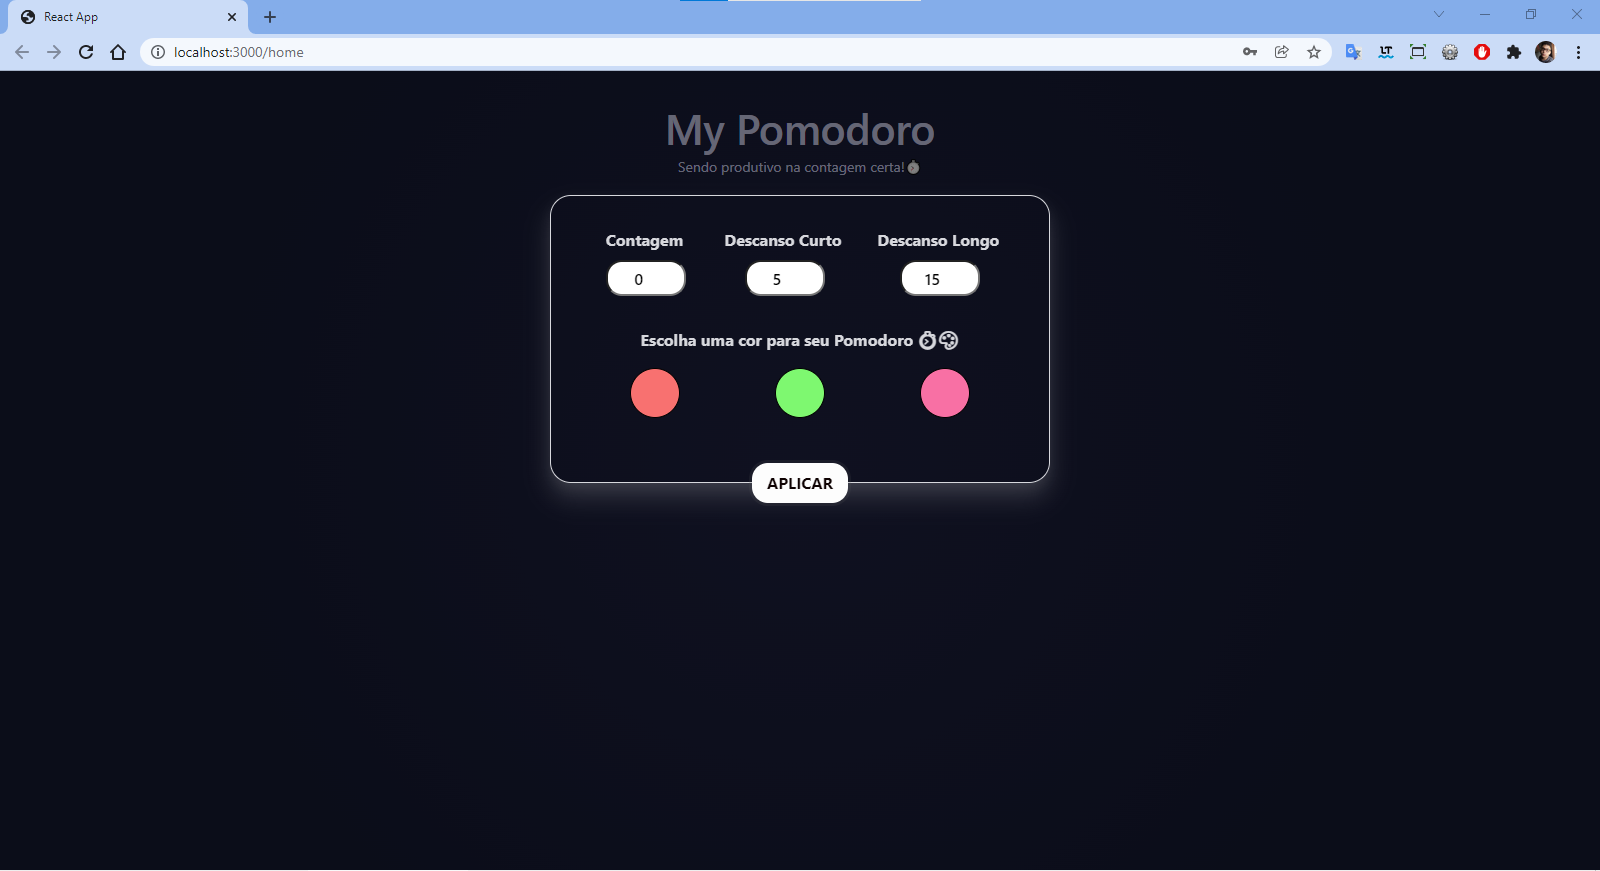 React App
localhost:3000/home
My Pomodoro
Sendo produtivo na contagem certa!
Contagem Descanso Curto Descanso Longo
0 5 15
Escolha uma cor para seu Pomodoro
APLICAR
LT
G